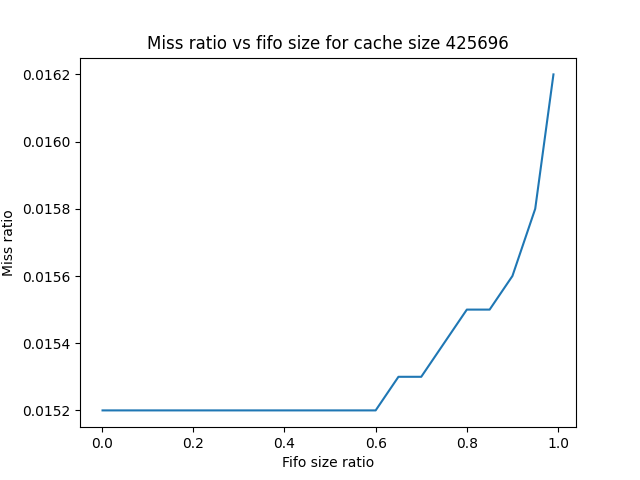 Miss ratio vs fifo size for cache size 425696
0.0162
0.0160
0.0158
0.0156
0.0154
0.0152
Miss ratio
0.0 0.2 0.4 0.6 0.8 1.0
Fifo size ratio